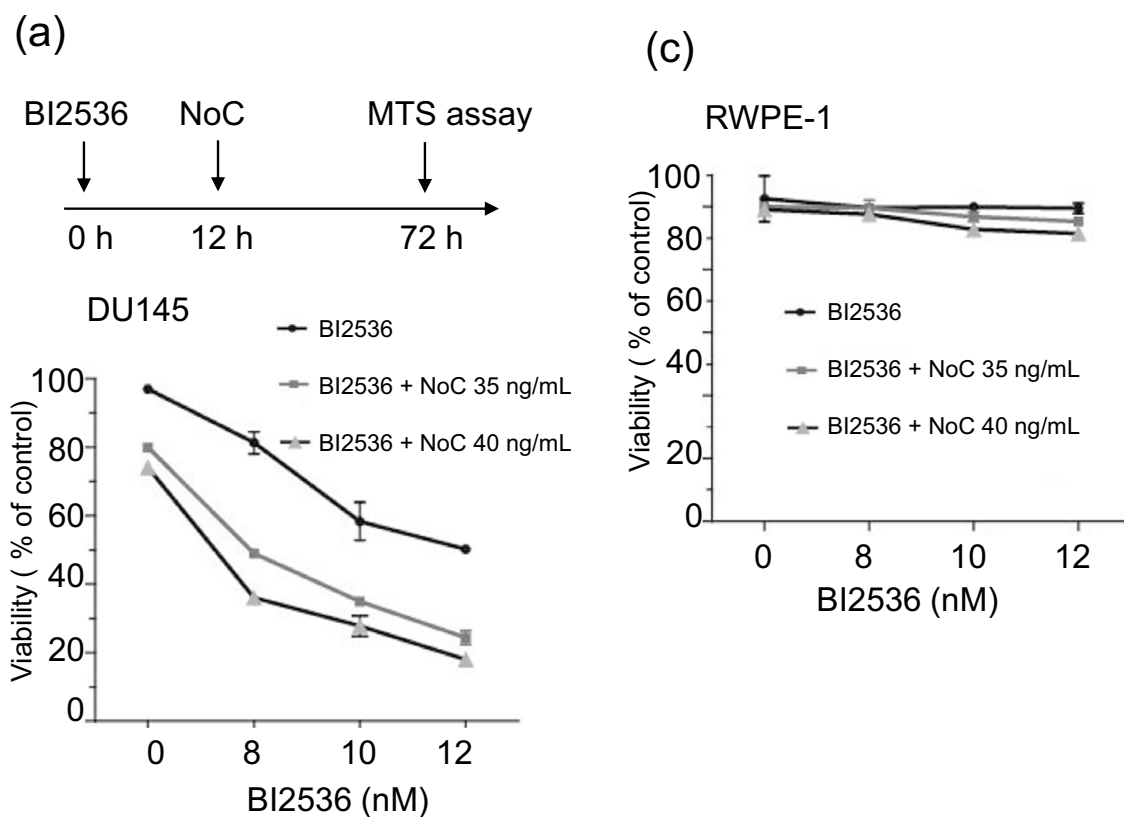 (a)
BI2536 NoC MTS assay
0 h 12 h 72 h
DU145
BI2536
BI2536 + NoC 35 ng/mL
BI2536 + NoC 40 ng/mL
Viability ( % of control)
100
80
60
40
20
0
0 8 10 12
BI2536 (nM)
(c)
RWPE-1
Viability ( % of control)
100
80
60
40
20
0
BI2536
BI2536 + NoC 35 ng/mL
BI2536 + NoC 40 ng/mL
0 8 10 12
BI2536 (nM)